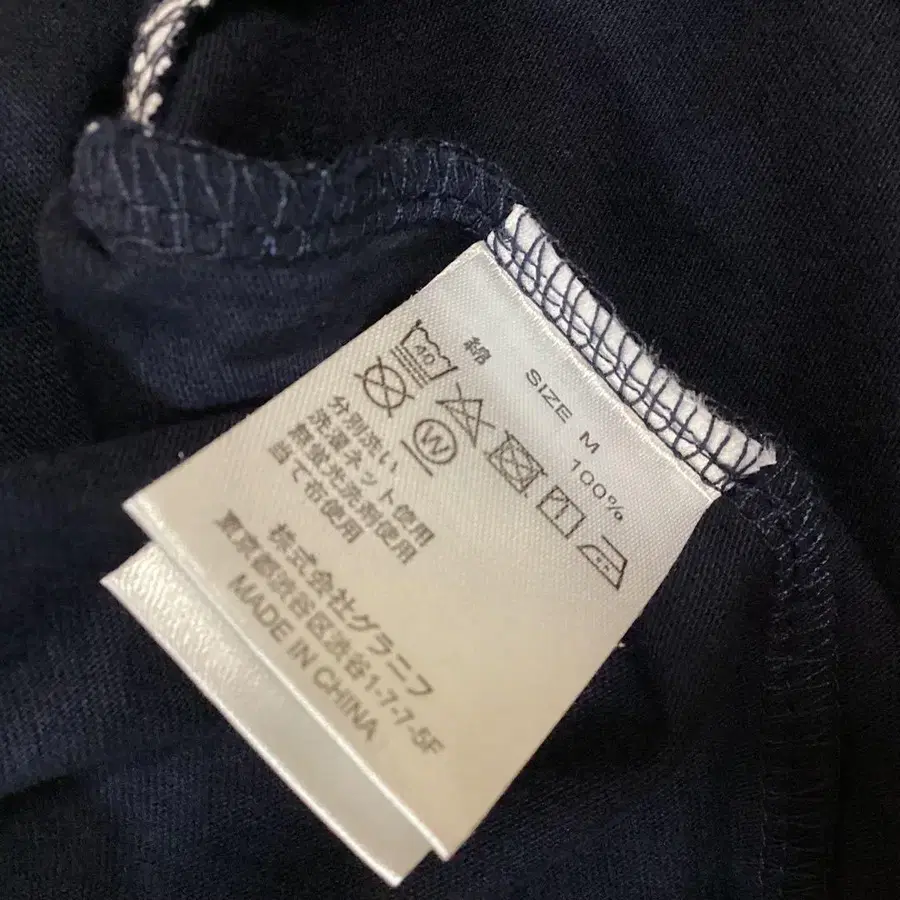 SIZE M
綿 100%
40
W
分別洗い
洗濯ネット使用
無蛍光洗剤使用
当て布使用
株式会社グラニフ
東京都渋谷区渋谷1-7-7-5F
MADE IN CHINA